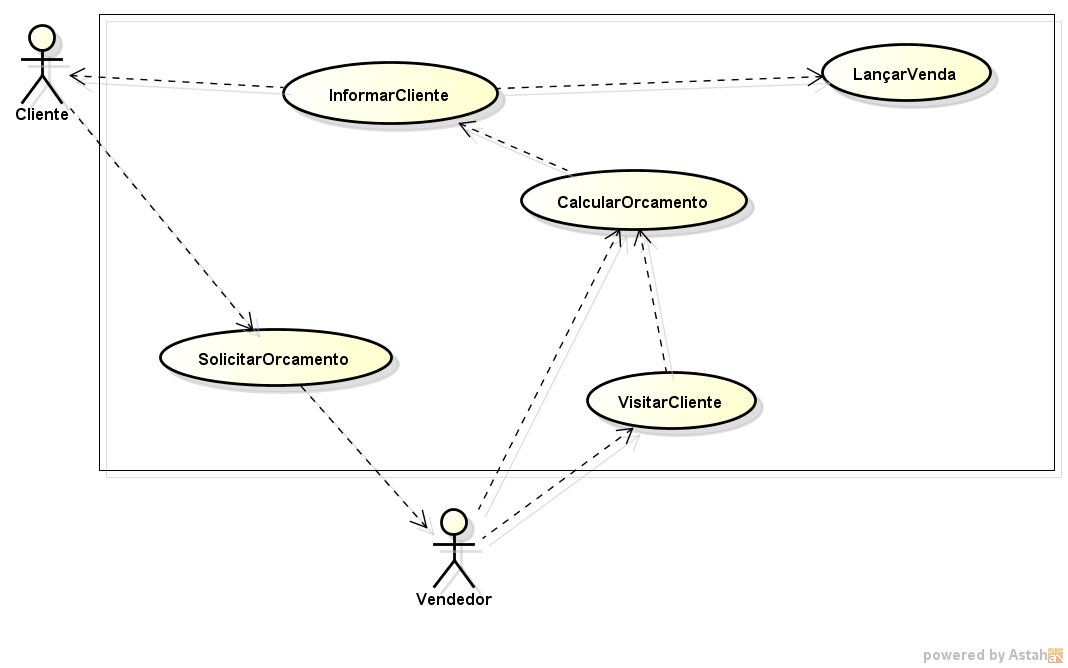 Cliente
InformarCliente
LançarVenda
CalcularOrcamento
SolicitarOrcamento
VisitarCliente
Vendedor
powered by Astah